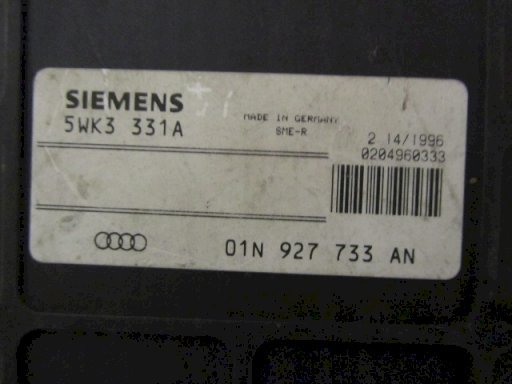 SIEMENS
5WK3 331A
MADE IN GERMANY
SME-R
2 14/1996
0204960333
01N 927 733 AN